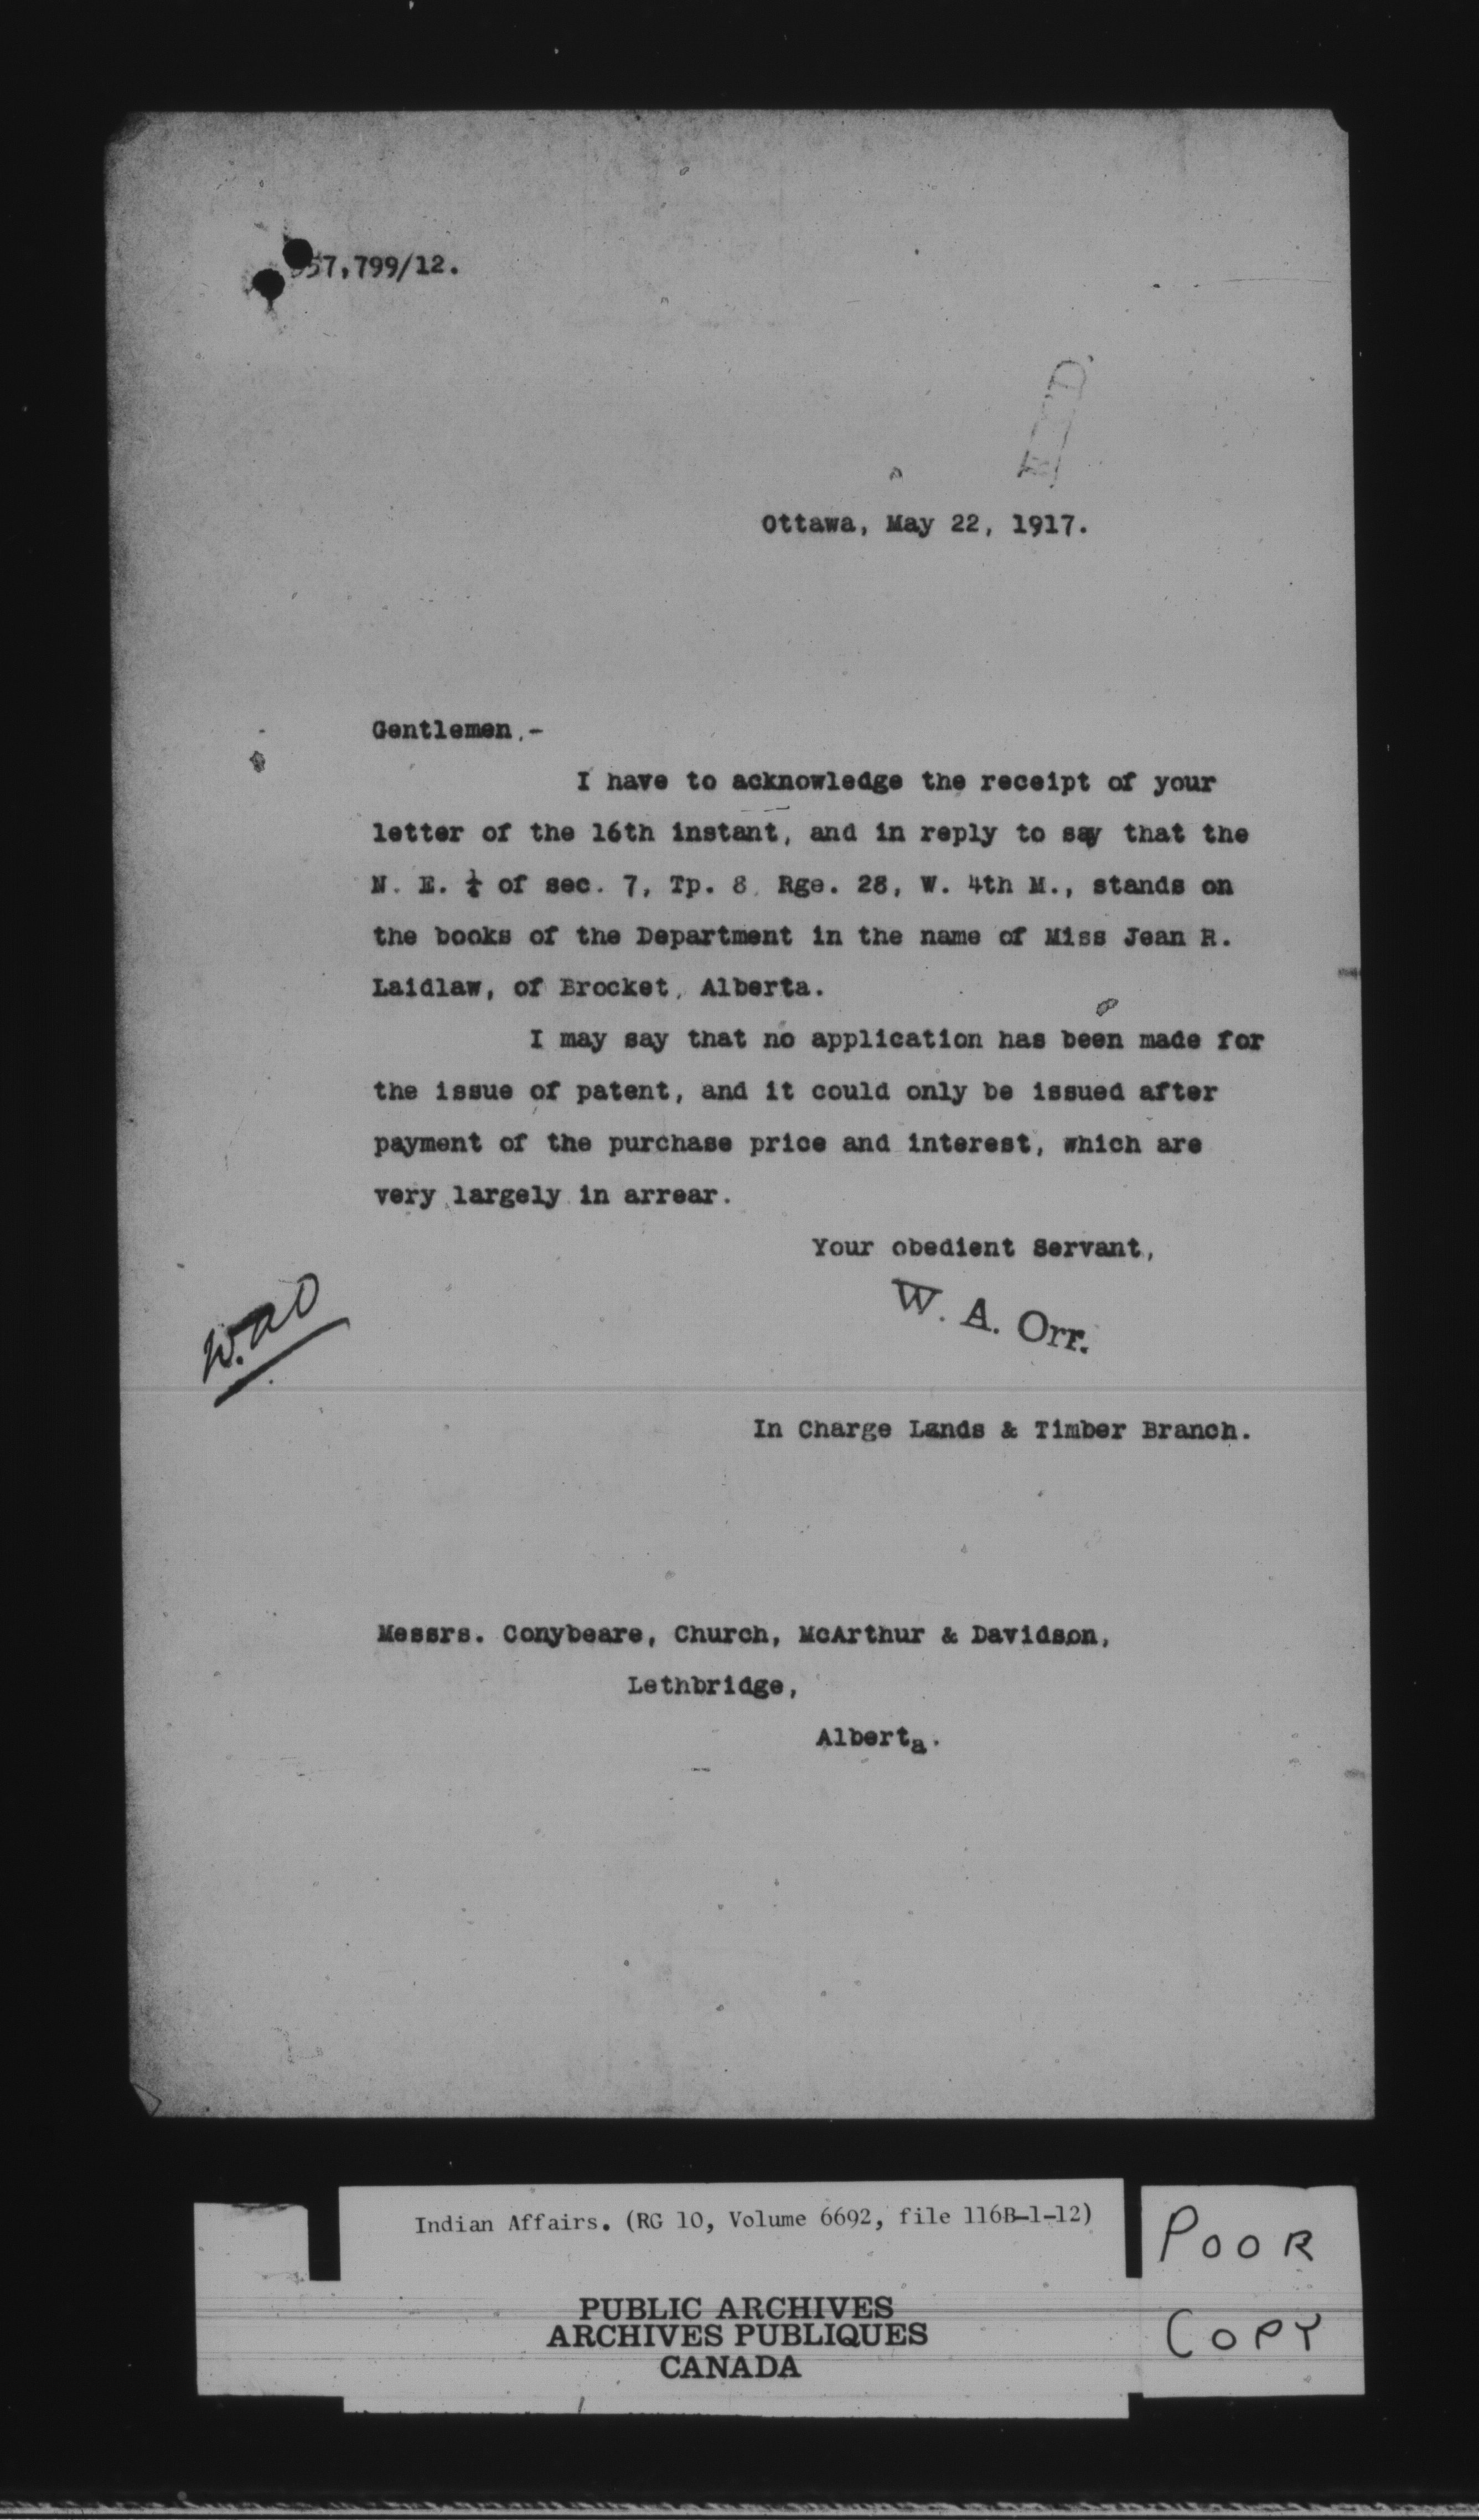 57,799/12.
Ottawa, May 22, 1917.
Gentlemen,-
I have to acknowledge the receipt of your
letter of the 16th instant, and in reply to say that the
N. E. ¼ of sec. 7, Tp. 8, Rge. 28, W. 4th M., stands on
the books of the Department in the name of Miss Jean R.
Laidlaw, of Brocket, Alberta.
I may say that no application has been made for
the issue of patent, and it could only be issued after
payment of the purchase price and interest, which are
very largely in arrear.
Your obedient Servant,
W. A. Orr.
W.A.O
In Charge Lands & Timber Branch.
Messrs. Conybeare, Church, McArthur & Davidson,
Lethbridge,
Alberta.
Indian Affairs. (RG 10, Volume 6692, file 116B-1-12)
PUBLIC ARCHIVES
ARCHIVES PUBLIQUES
CANADA
POOR
COPY